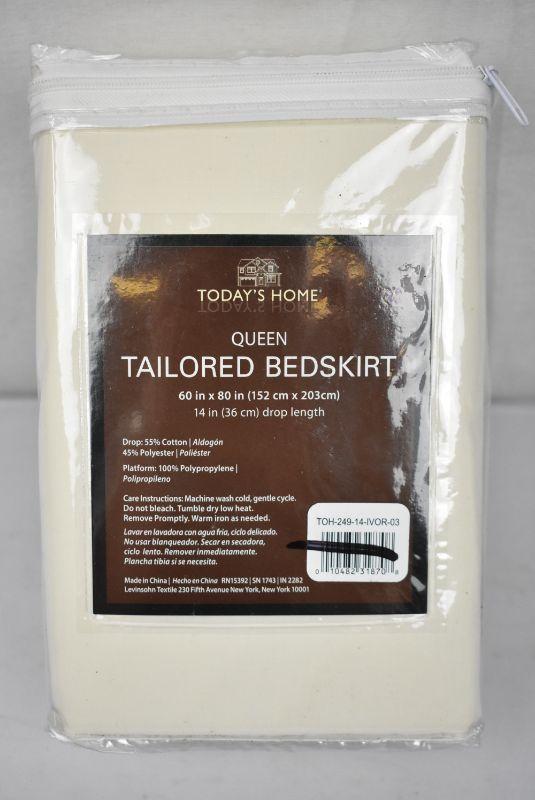 TODAY'S HOME®
QUEEN
TAILORED BEDSKIRT
60 in x 80 in (152 cm x 203cm)
14 in (36 cm) drop length
Drop: 55% Cotton | Aldogón
45% Polyester | Poliéster
Platform: 100% Polypropylene |
Polipropileno
Care Instructions: Machine wash cold, gentle cycle.
Do not bleach. Tumble dry low heat.
Remove Promptly. Warm iron as needed.
Lavar en lavadora con agua fria, ciclo delicado.
No usar blanqueador. Secar en secadora,
ciclo lento. Remover inmediatamente.
Plancha tibia si se necesita.
Made in China | Hecho en China RN15392 | SN 1743 | IN 2282
Levinsohn Textile 230 Fifth Avenue New York, New York 10001
TOH-249-14-IVOR-03
0 10482 31870 8